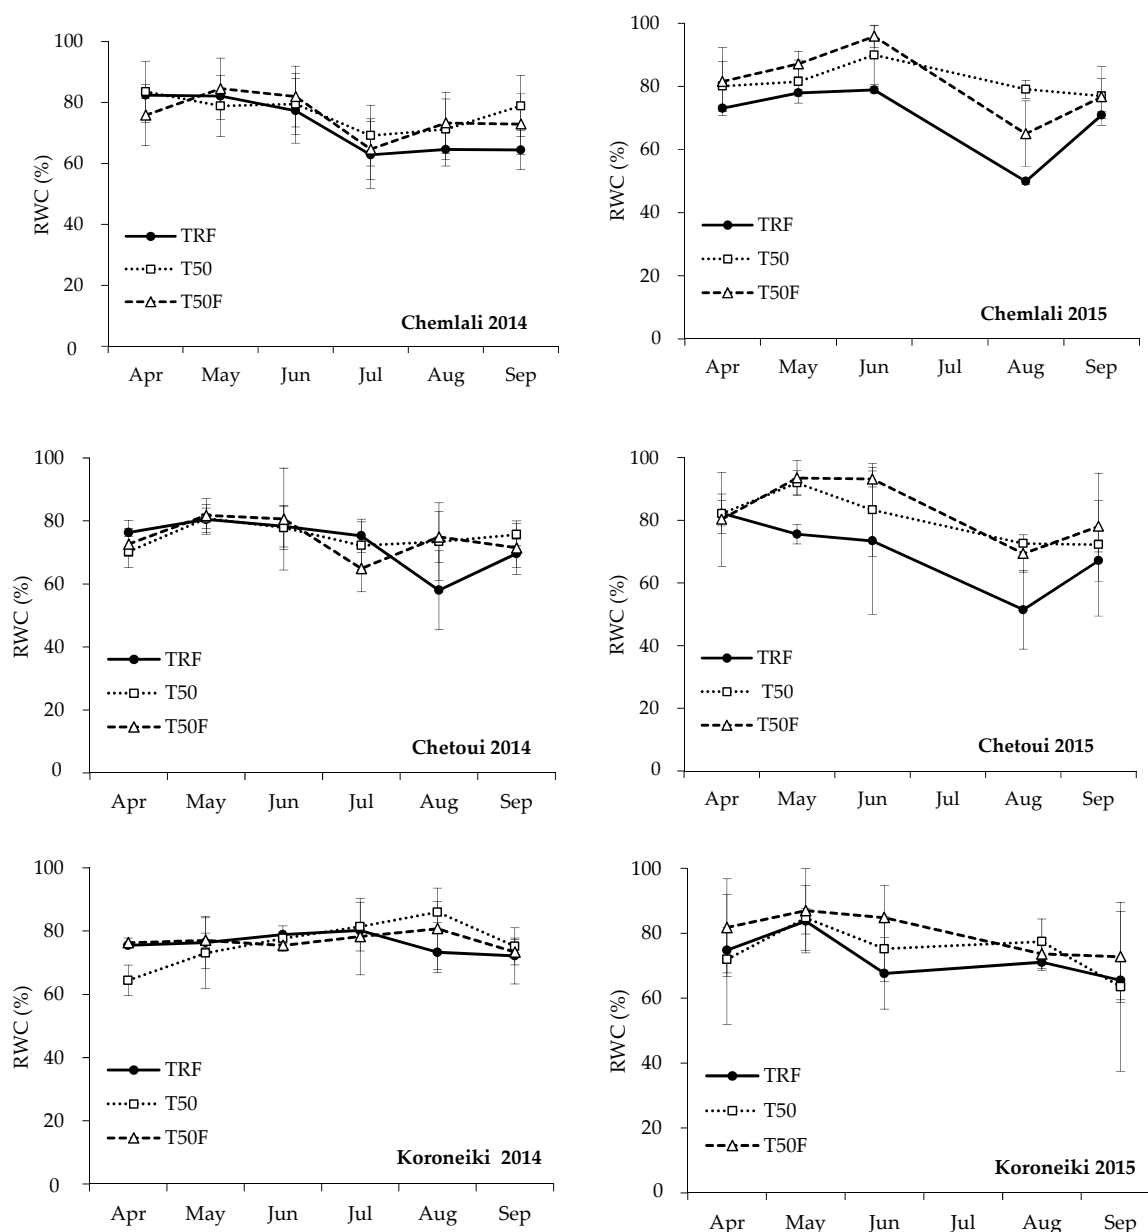 100
80
60
40
20
0
RWC (%)
TRF
T50
T50F
Chemlali 2014
Apr May Jun Jul Aug Sep
100
80
60
40
20
0
RWC (%)
TRF
T50
T50F
Chemlali 2015
Apr May Jun Jul Aug Sep
100
80
60
40
20
0
RWC (%)
TRF
T50
T50F
Chetoui 2014
Apr May Jun Jul Aug Sep
100
80
60
40
20
0
RWC (%)
TRF
T50
T50F
Chetoui 2015
Apr May Jun Jul Aug Sep
100
80
60
40
20
0
RWC (%)
TRF
T50
T50F
Koroneiki 2014
Apr May Jun Jul Aug Sep
100
80
60
40
20
0
RWC (%)
TRF
T50
T50F
Koroneiki 2015
Apr May Jun Jul Aug Sep